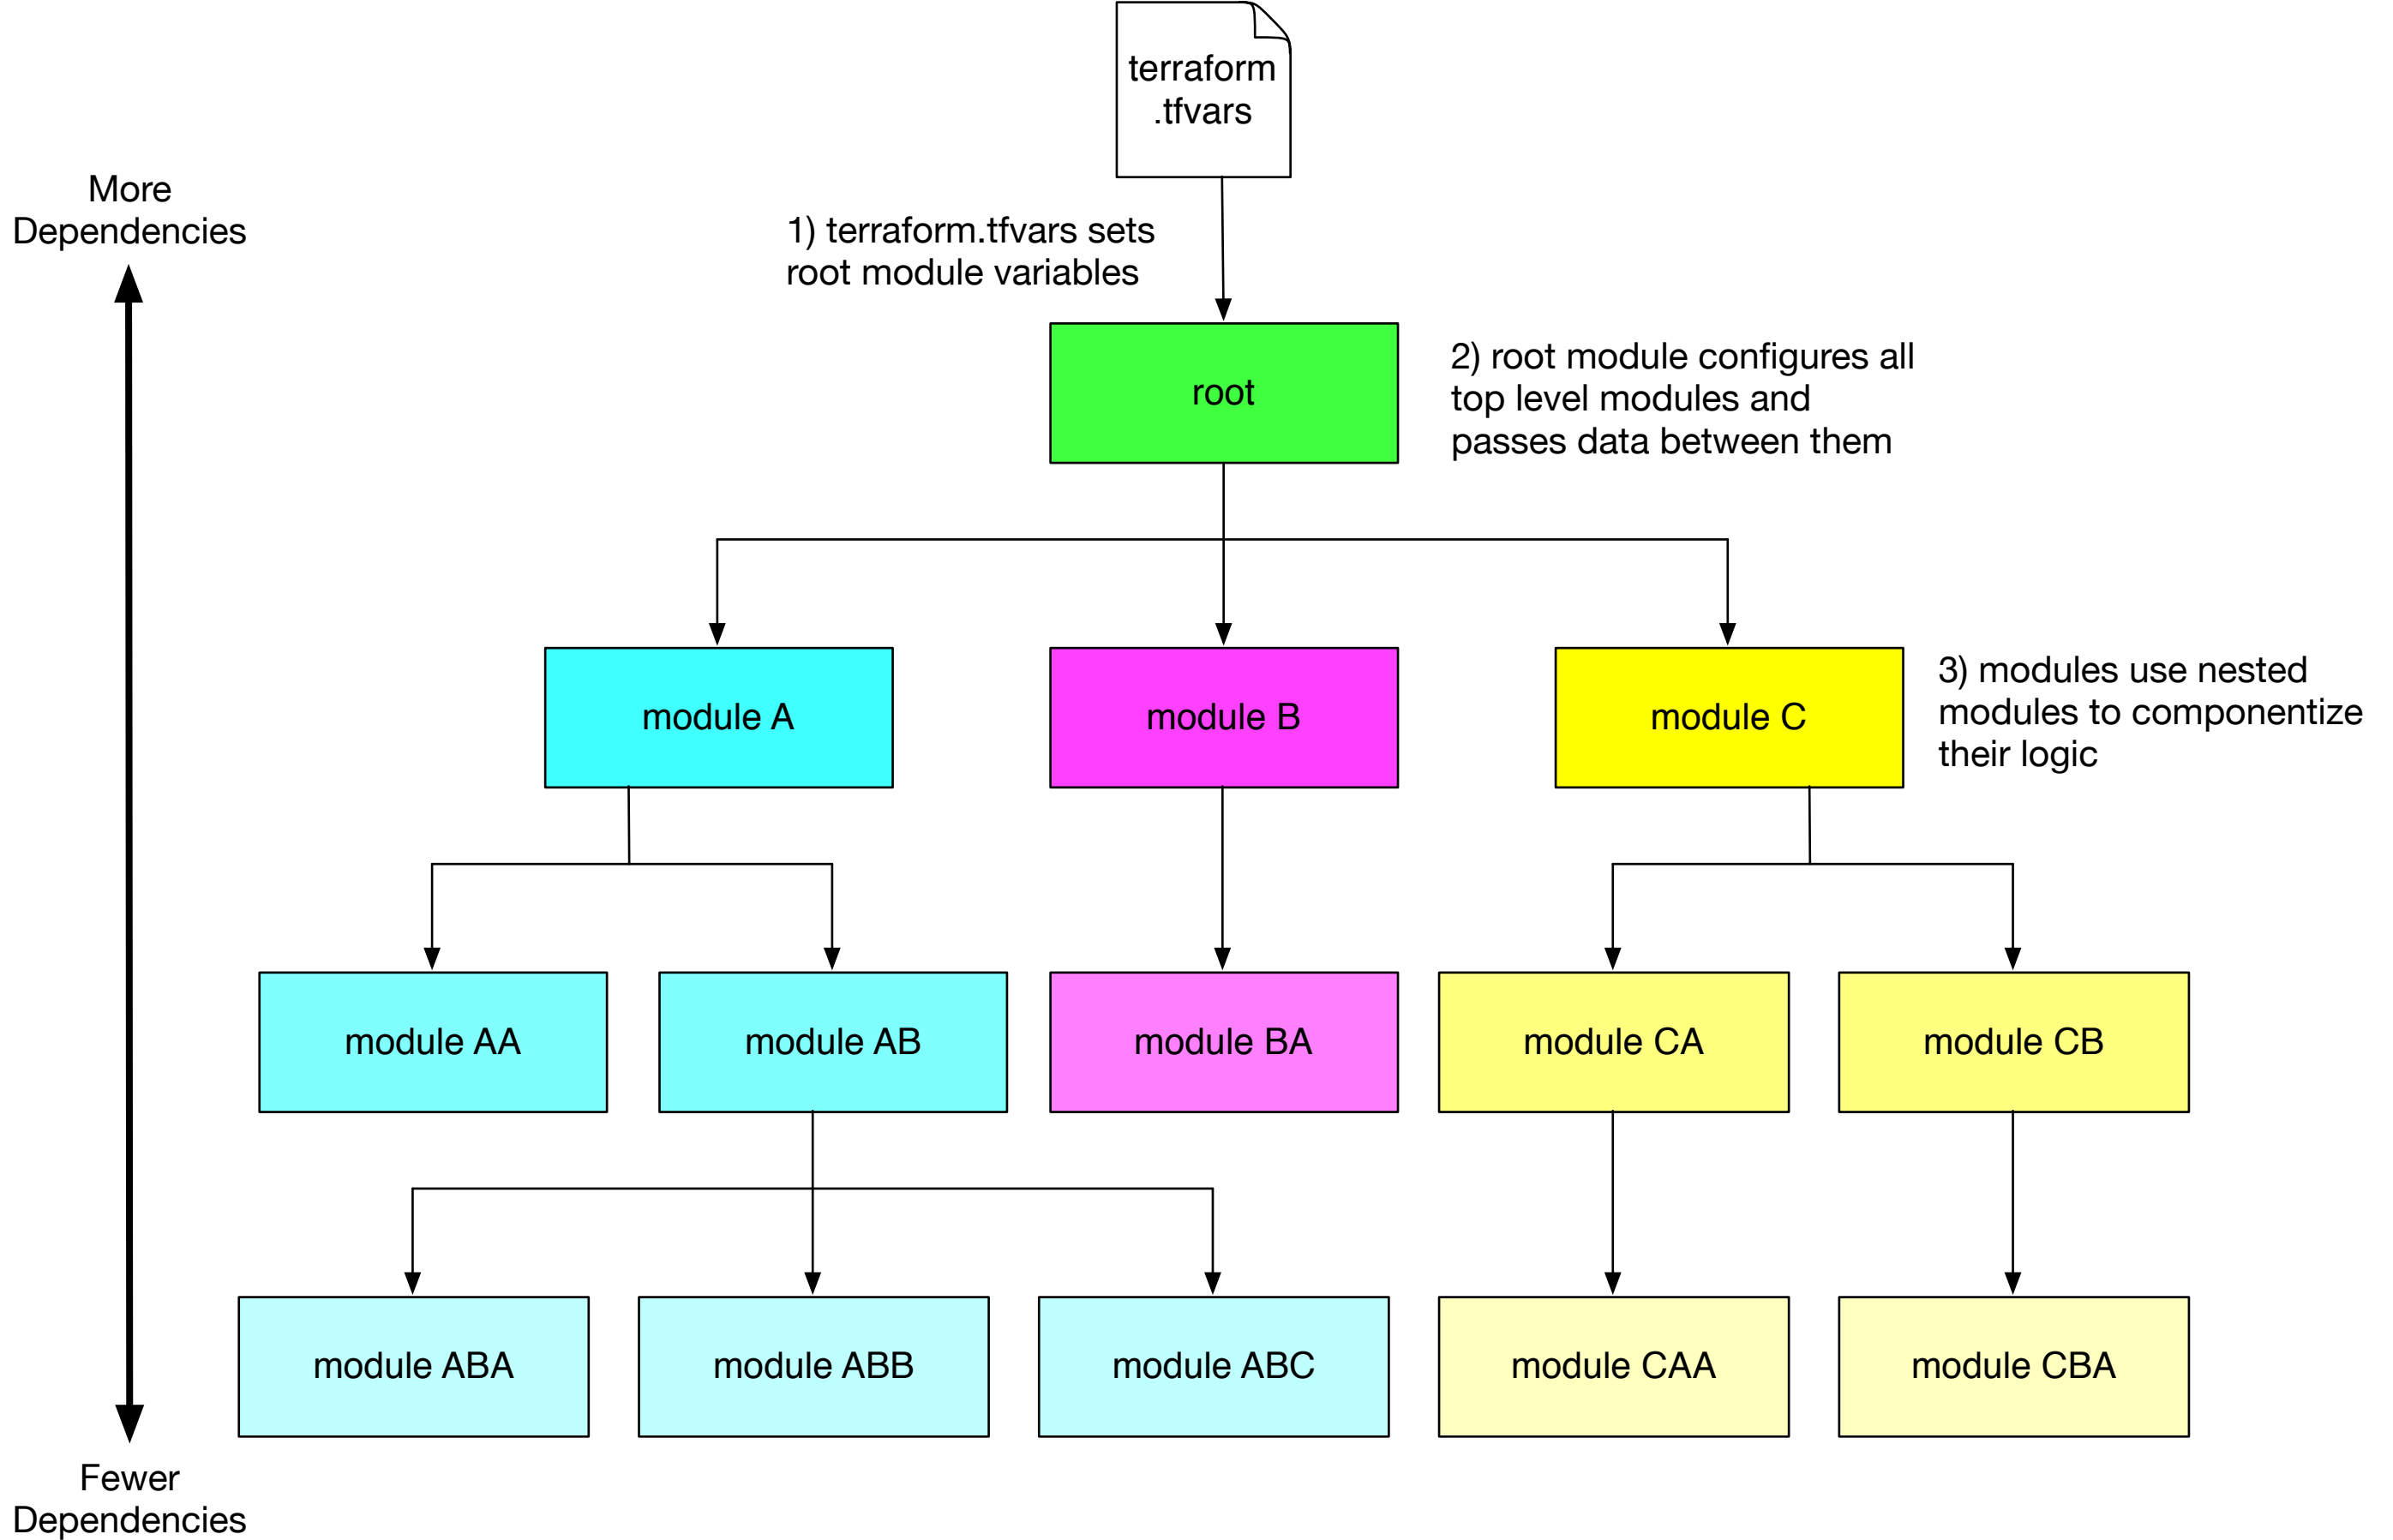 terraform
.tfvars
More
Dependencies
1) terraform.tfvars sets
root module variables
root
2) root module configures all
top level modules and
passes data between them
module A
module B
module C
3) modules use nested
modules to componentize
their logic
module AA
module AB
module BA
module CA
module CB
module ABA
module ABB
module ABC
module CAA
module CBA
Fewer
Dependencies